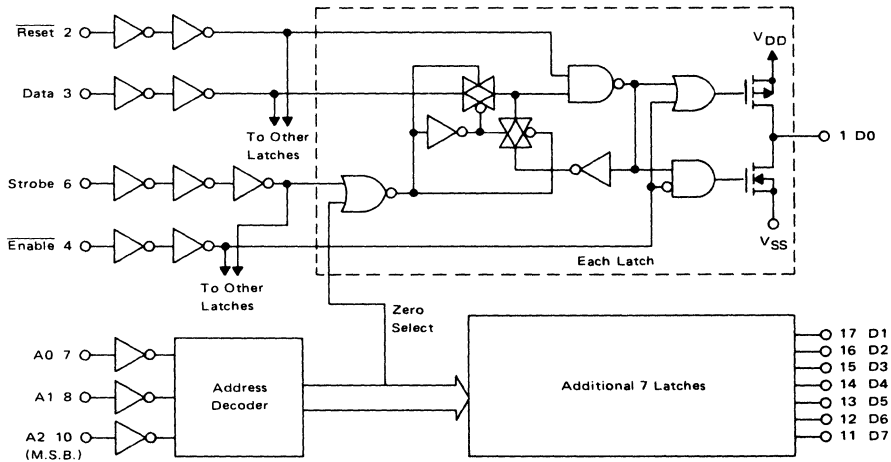 Reset 2
Data 3
To Other
Latches
Strobe 6
Enable 4
To Other
Latches
VDD
1 D0
VSS
Each Latch
Zero
Select
A0 7
A1 8
A2 10
(M.S.B.)
Address
Decoder
Additional 7 Latches
17 D1
16 D2
15 D3
14 D4
13 D5
12 D6
11 D7